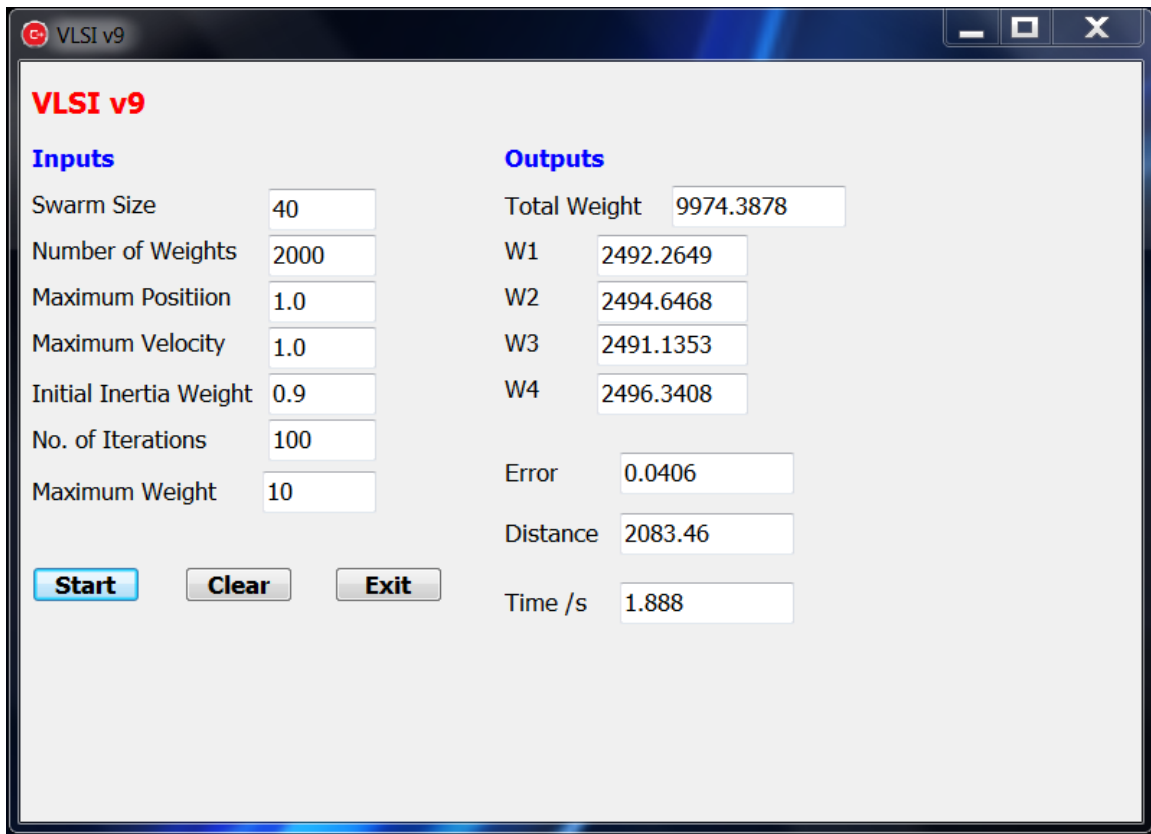 VLSI v9
VLSI v9
Inputs
Swarm Size 40
Number of Weights 2000
Maximum Positiion 1.0
Maximum Velocity 1.0
Initial Inertia Weight 0.9
No. of Iterations 100
Maximum Weight 10
Start Clear Exit
Outputs
Total Weight 9974.3878
W1 2492.2649
W2 2494.6468
W3 2491.1353
W4 2496.3408
Error 0.0406
Distance 2083.46
Time /s 1.888